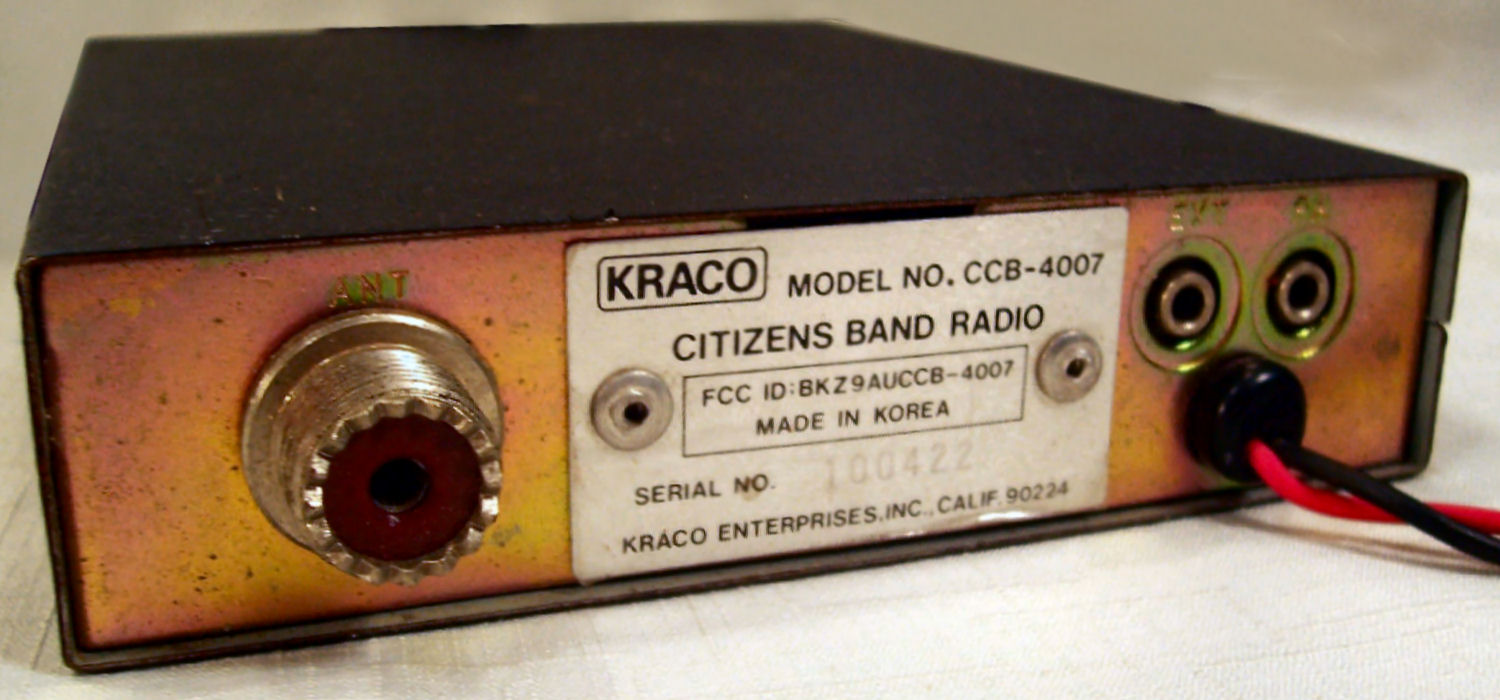 ANT
EXT PA
KRACO MODEL NO. CCB-4007
CITIZENS BAND RADIO
FCC ID:BKZ9AUCCB-4007
MADE IN KOREA
SERIAL NO. 100422
KRACO ENTERPRISES,INC., CALIF. 90224